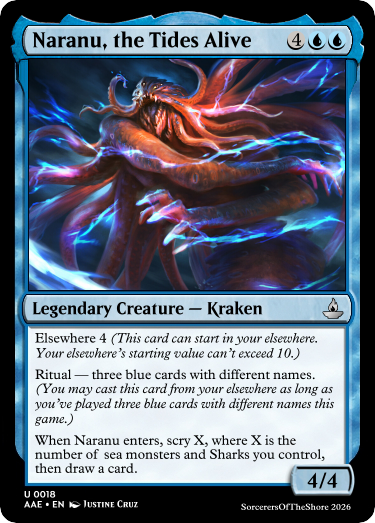 Naranu, the Tides Alive 4
Legendary Creature — Kraken
Elsewhere 4 (This card can start in your elsewhere.
Your elsewhere's starting value can't exceed 10.)
Ritual — three blue cards with different names.
(You may cast this card from your elsewhere as long as
you've played three blue cards with different names this
game.)
When Naranu enters, scry X, where X is the
number of sea monsters and Sharks you control,
then draw a card.
4/4
U 0018
AAE • EN Justine Cruz
SorcerersOfTheShore 2026